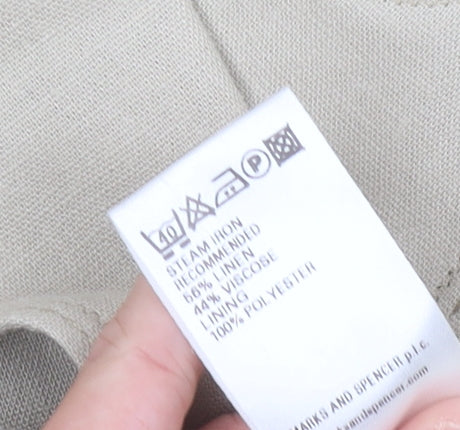 40
P
STEAM IRON
RECOMMENDED
56% LINEN
44% VISCOSE
LINING
100% POLYESTER
MARKS AND SPENCER p.l.c.